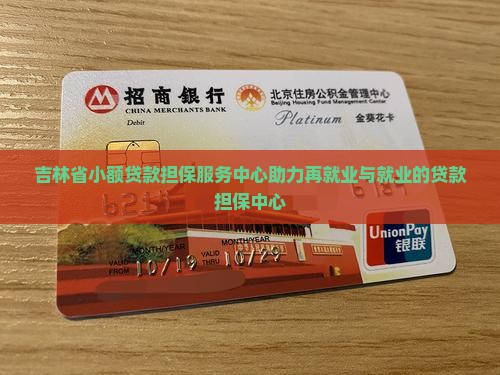 招商银行
CHINA MERCHANTS BANK
北京住房公积金管理中心
Beijing Housing Fund Management Center
Debit
Platinum 金葵花卡
吉林省小额贷款担保服务中心助力再就业与就业的贷款
担保中心
MONTH/YEAR
MONTH/YEAR
VALID
FROM
10/19
VALID
THRU
10/29
UnionPay
银联